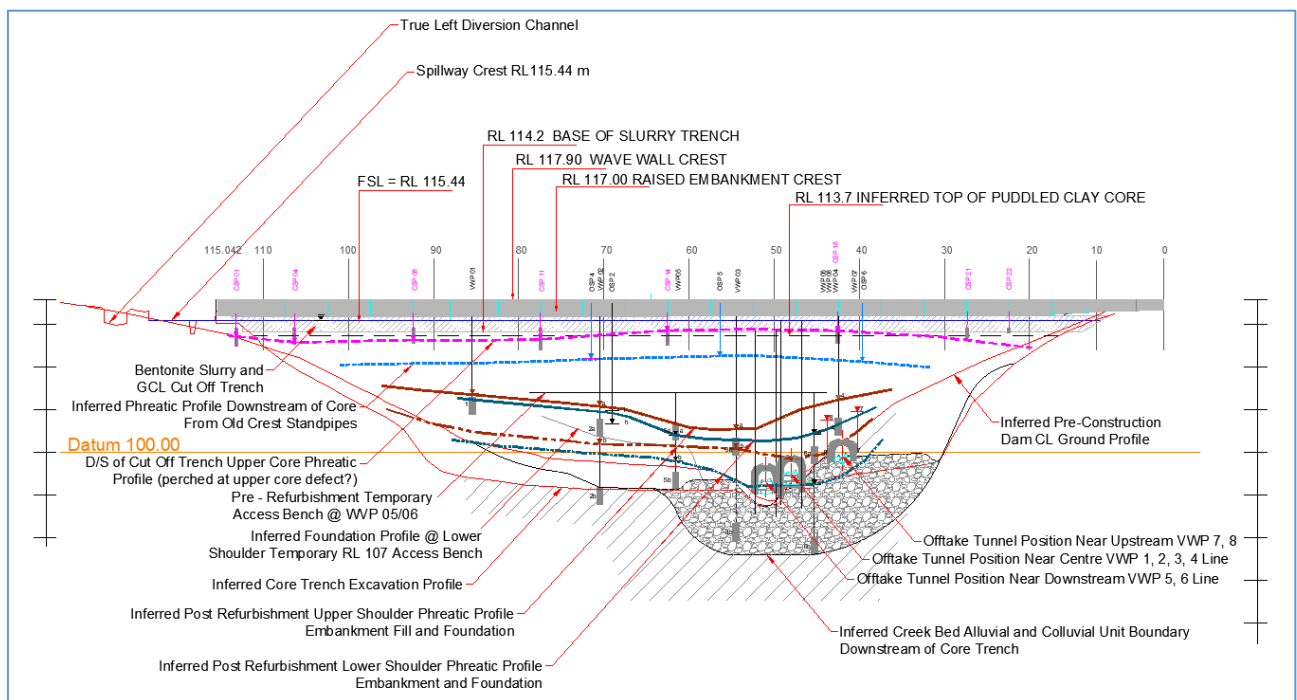 True Left Diversion Channel
Spillway Crest RL115.44 m
RL 114.2 BASE OF SLURRY TRENCH
RL 117.90 WAVE WALL CREST
FSL = RL 115.44
RL 117.00 RAISED EMBANKMENT CREST
RL 113.7 INFERRED TOP OF PUDDLED CLAY CORE
115.042 110 100 90 80 70 60 50 40 30 20 10 0
Bentonite Slurry and
GCL Cut Off Trench
Inferred Phreatic Profile Downstream of Core
From Old Crest Standpipes
Datum 100.00
D/S of Cut Off Trench Upper Core Phreatic
Profile (perched at upper core defect?)
Pre - Refurbishment Temporary
Access Bench @ WVP 05/06
Inferred Foundation Profile @ Lower
Shoulder Temporary RL 107 Access Bench
Inferred Core Trench Excavation Profile
Inferred Post Refurbishment Upper Shoulder Phreatic Profile
Embankment Fill and Foundation
Inferred Post Refurbishment Lower Shoulder Phreatic Profile
Embankment and Foundation
Inferred Pre-Construction
Dam CL Ground Profile
Offtake Tunnel Position Near Upstream VWP 7, 8
Offtake Tunnel Position Near Centre VWP 1, 2, 3, 4 Line
Offtake Tunnel Position Near Downstream VWP 5, 6 Line
Inferred Creek Bed Alluvial and Colluvial Unit Boundary
Downstream of Core Trench